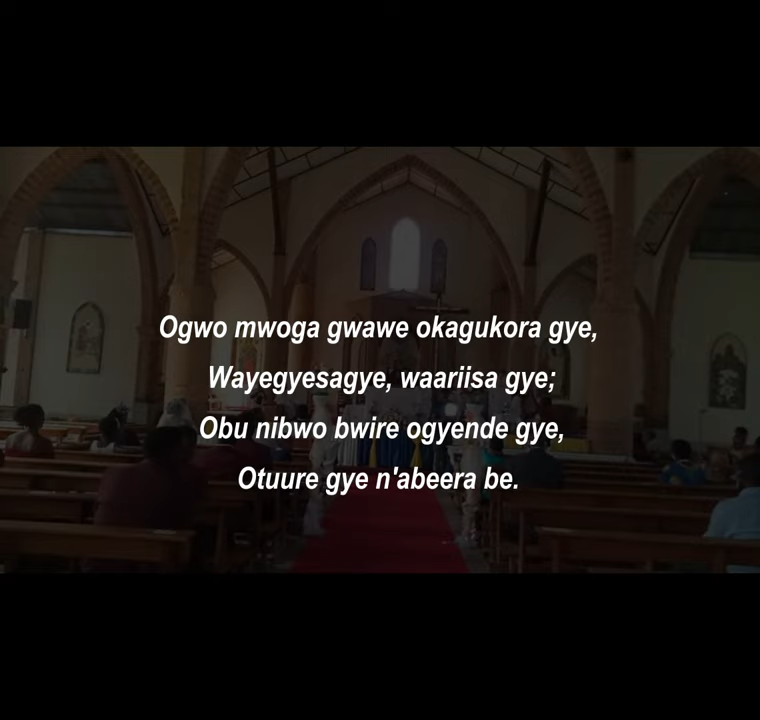 Ogwo mwoga gwawe okagukora gye,
Wayegyesagye, waariisa gye;
Obu nibwo bwire ogyende gye,
Otuure gye n'abeera be.